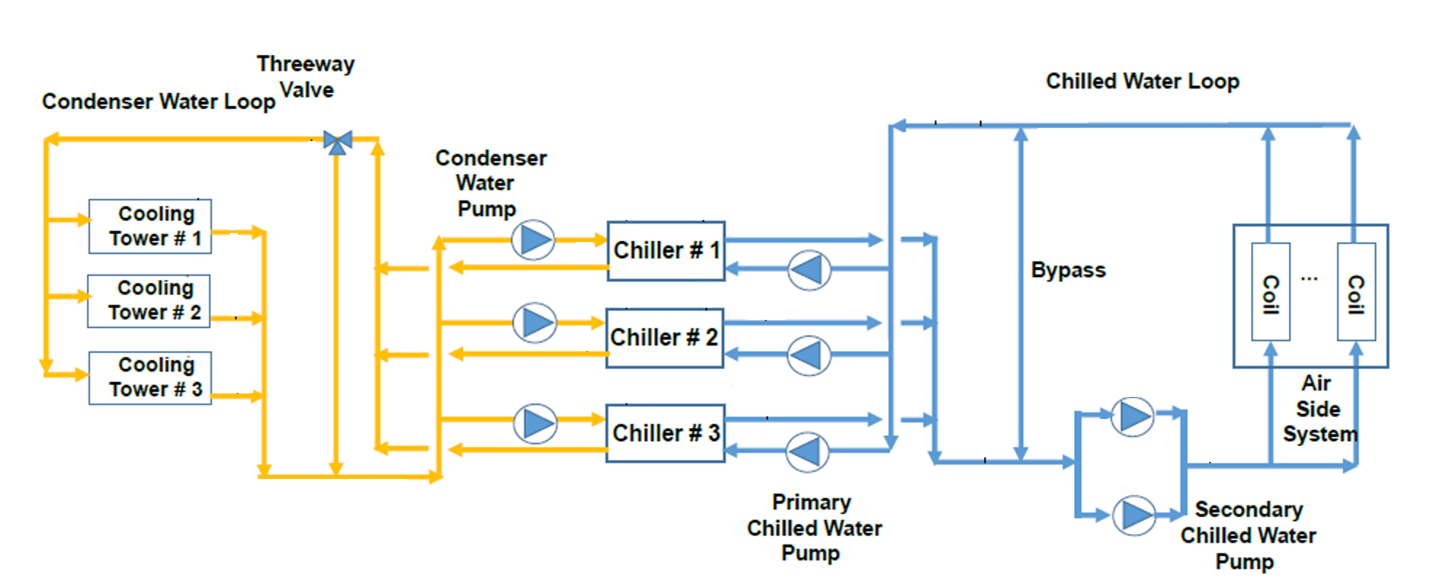 Threeway
Valve
Condenser Water Loop
Chilled Water Loop
Condenser
Water
Pump
Cooling
Tower # 1
Chiller # 1
Bypass
Coil
...
Coil
Cooling
Tower # 2
Chiller # 2
Cooling
Tower # 3
Chiller # 3
Air
Side
System
Primary
Chilled Water
Pump
Secondary
Chilled Water
Pump